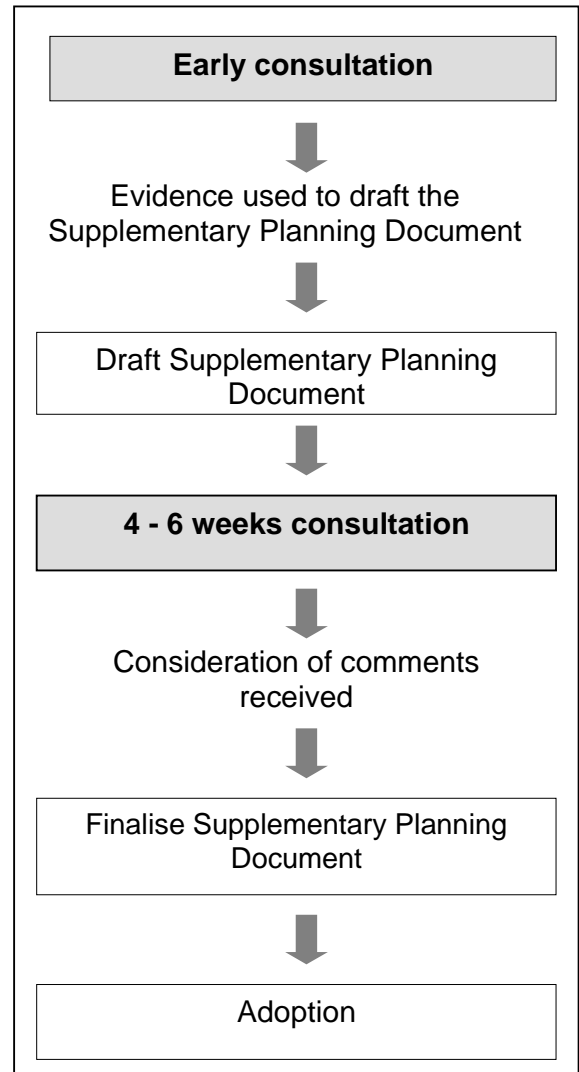 Early consultation
Evidence used to draft the
Supplementary Planning Document
Draft Supplementary Planning
Document
4 - 6 weeks consultation
Consideration of comments
received
Finalise Supplementary Planning
Document
Adoption